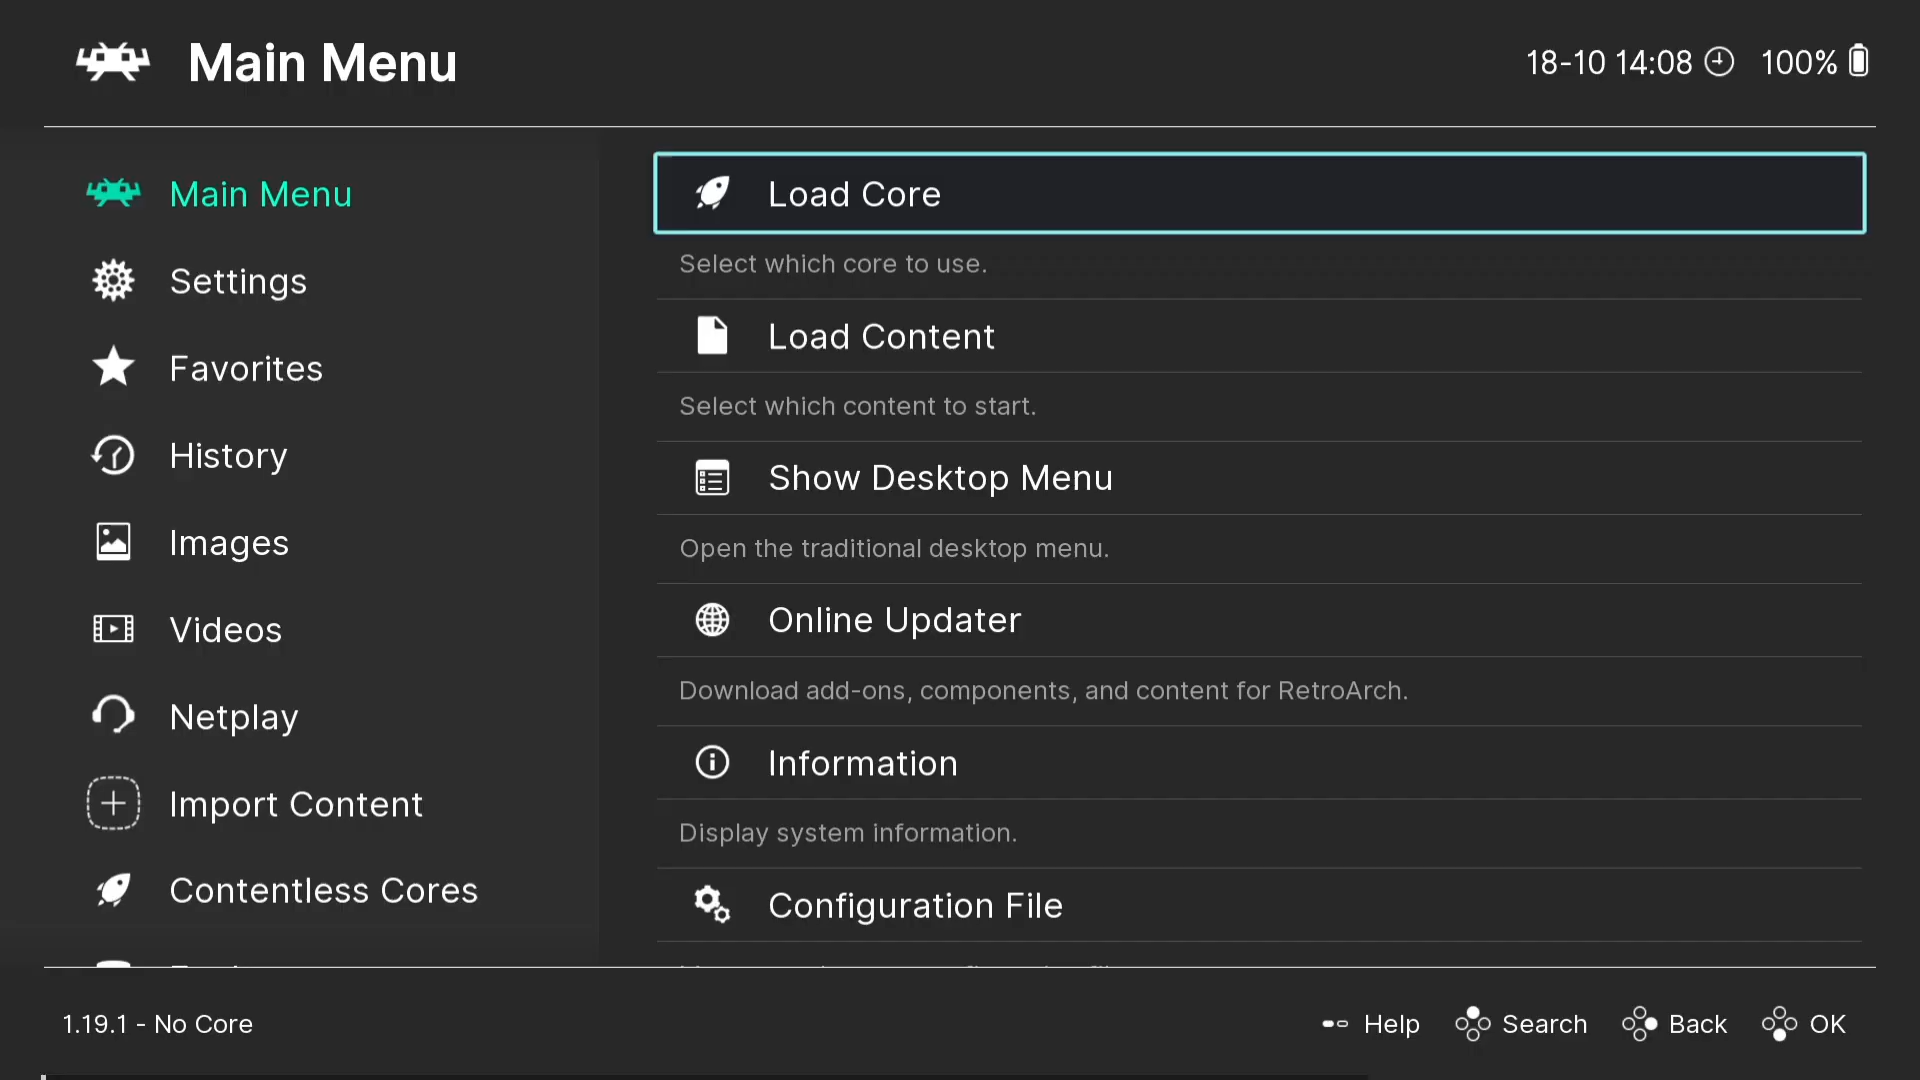 Main Menu
18-10 14:08
100%
Main Menu
Settings
Favorites
History
Images
Videos
Netplay
Import Content
Contentless Cores
Load Core
Select which core to use.
Load Content
Select which content to start.
Show Desktop Menu
Open the traditional desktop menu.
Online Updater
Download add-ons, components, and content for RetroArch.
Information
Display system information.
Configuration File
1.19.1 - No Core
Help
Search
Back
OK